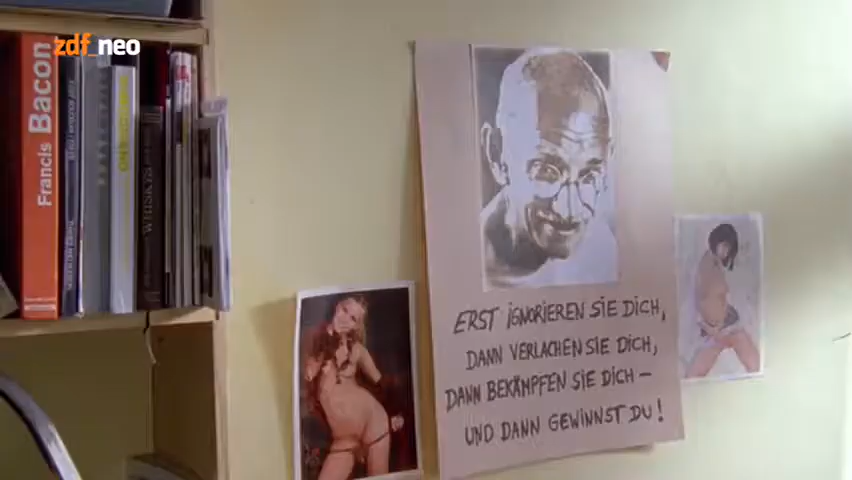 zdf_neo
Francis Bacon
WHISKYS
ERST IGNORIEREN SIE DICH,
DANN VERLACHEN SIE DICH,
DANN BEKÄMPFEN SIE DICH –
UND DANN GEWINNST DU!